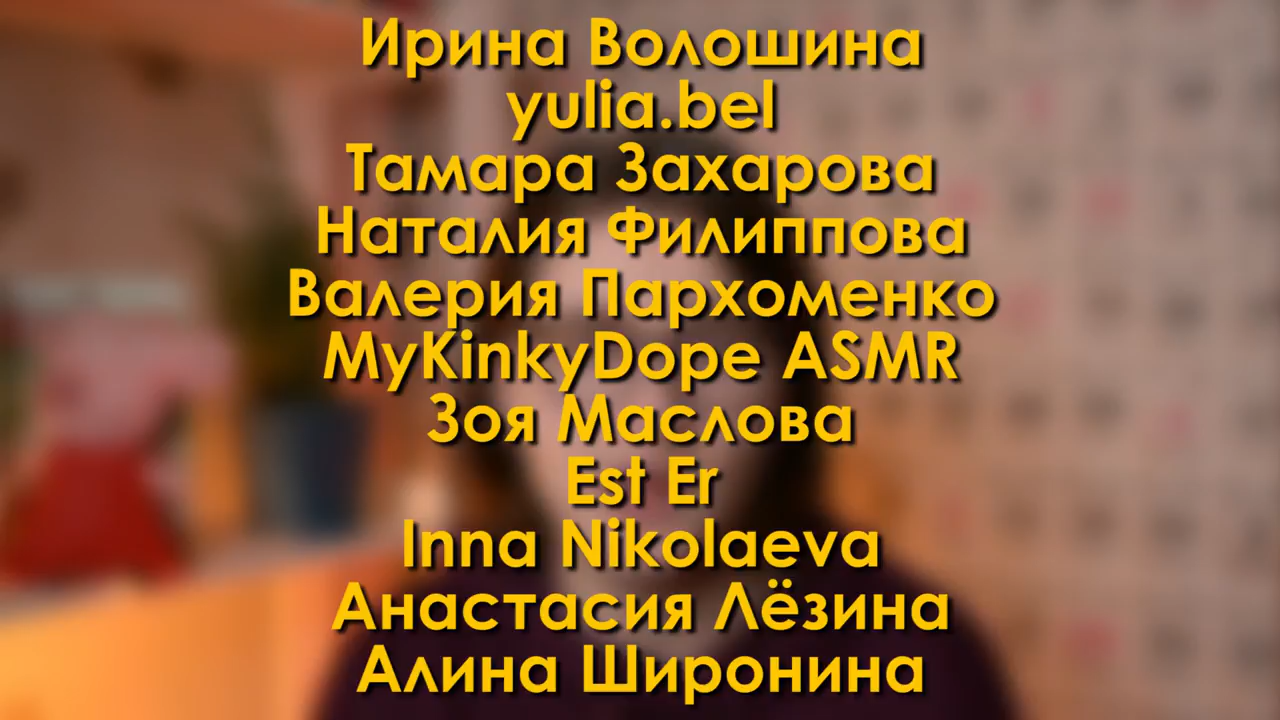 Ирина Волошина
yulia.bel
Тамара Захарова
Наталия Филиппова
Валерия Пархоменко
MyKinkyDope ASMR
Зоя Маслова
Est Er
Inna Nikolaeva
Анастасия Лёзина
Алина Широнина